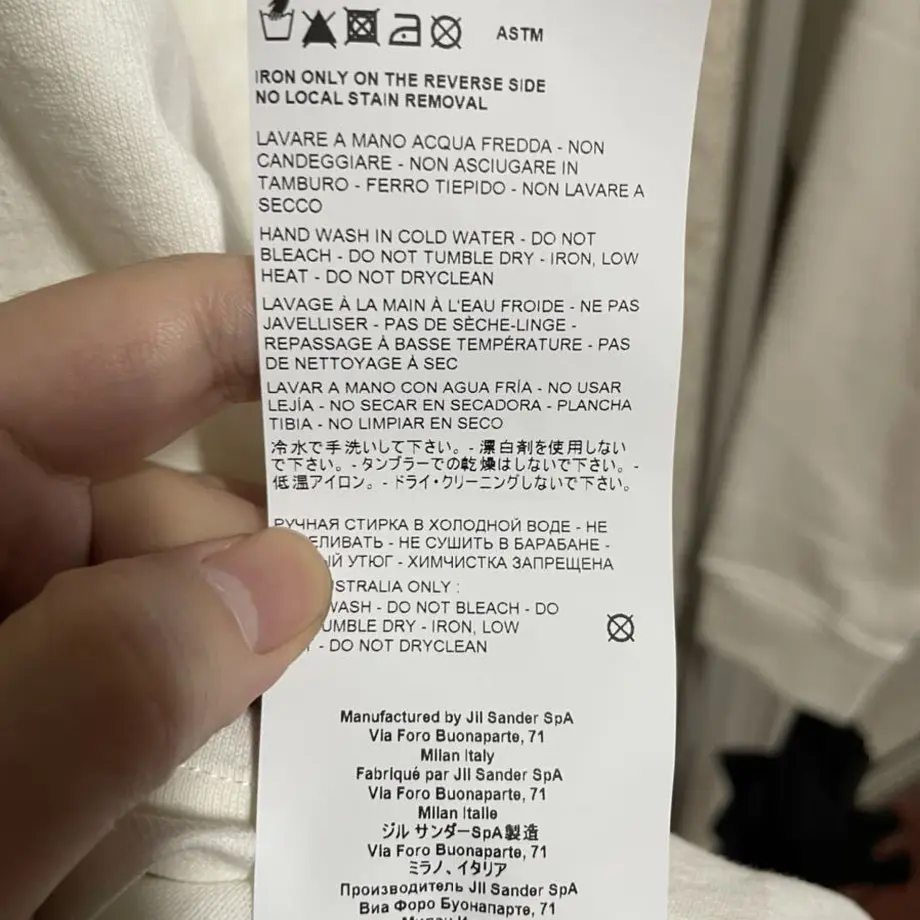 ASTM
IRON ONLY ON THE REVERSE SIDE
NO LOCAL STAIN REMOVAL
LAVARE A MANO ACQUA FREDDA - NON
CANDEGGIARE - NON ASCIUGARE IN
TAMBURO - FERRO TIEPIDO - NON LAVARE A
SECCO
HAND WASH IN COLD WATER - DO NOT
BLEACH - DO NOT TUMBLE DRY - IRON, LOW
HEAT - DO NOT DRYCLEAN
LAVAGE À LA MAIN À L'EAU FROIDE - NE PAS
JAVELLISER - PAS DE SÈCHE-LINGE -
REPASSAGE À BASSE TEMPÉRATURE - PAS
DE NETTOYAGE À SEC
LAVAR A MANO CON AGUA FRÍA - NO USAR
LEJÍA - NO SECAR EN SECADORA - PLANCHA
TIBIA - NO LIMPIAR EN SECO
冷水で手洗いして下さい。- 漂白剤を使用しない
で下さい。- タンブラーでの乾燥はしないで下さい。-
低温アイロン。- ドライ・クリーニングしないで下さい。
РУЧНАЯ СТИРКА В ХОЛОДНОЙ ВОДЕ - НЕ
- НЕ СУШИТЬ В БАРАБАНЕ -
УТЮГ - ХИМЧИСТКА ЗАПРЕЩЕНА
ONLY :
WASH - DO NOT BLEACH - DO
DRY - IRON, LOW
- DO NOT DRYCLEAN
Manufactured by Jil Sander SpA
Via Foro Buonaparte, 71
Milan Italy
Fabriqué par Jil Sander SpA
Via Foro Buonaparte, 71
Milan Italie
ジル サンダーSpA製造
Via Foro Buonaparte, 71
ミラノ、イタリア
Производитель Jil Sander SpA
Виа Форо Буонапарте, 71